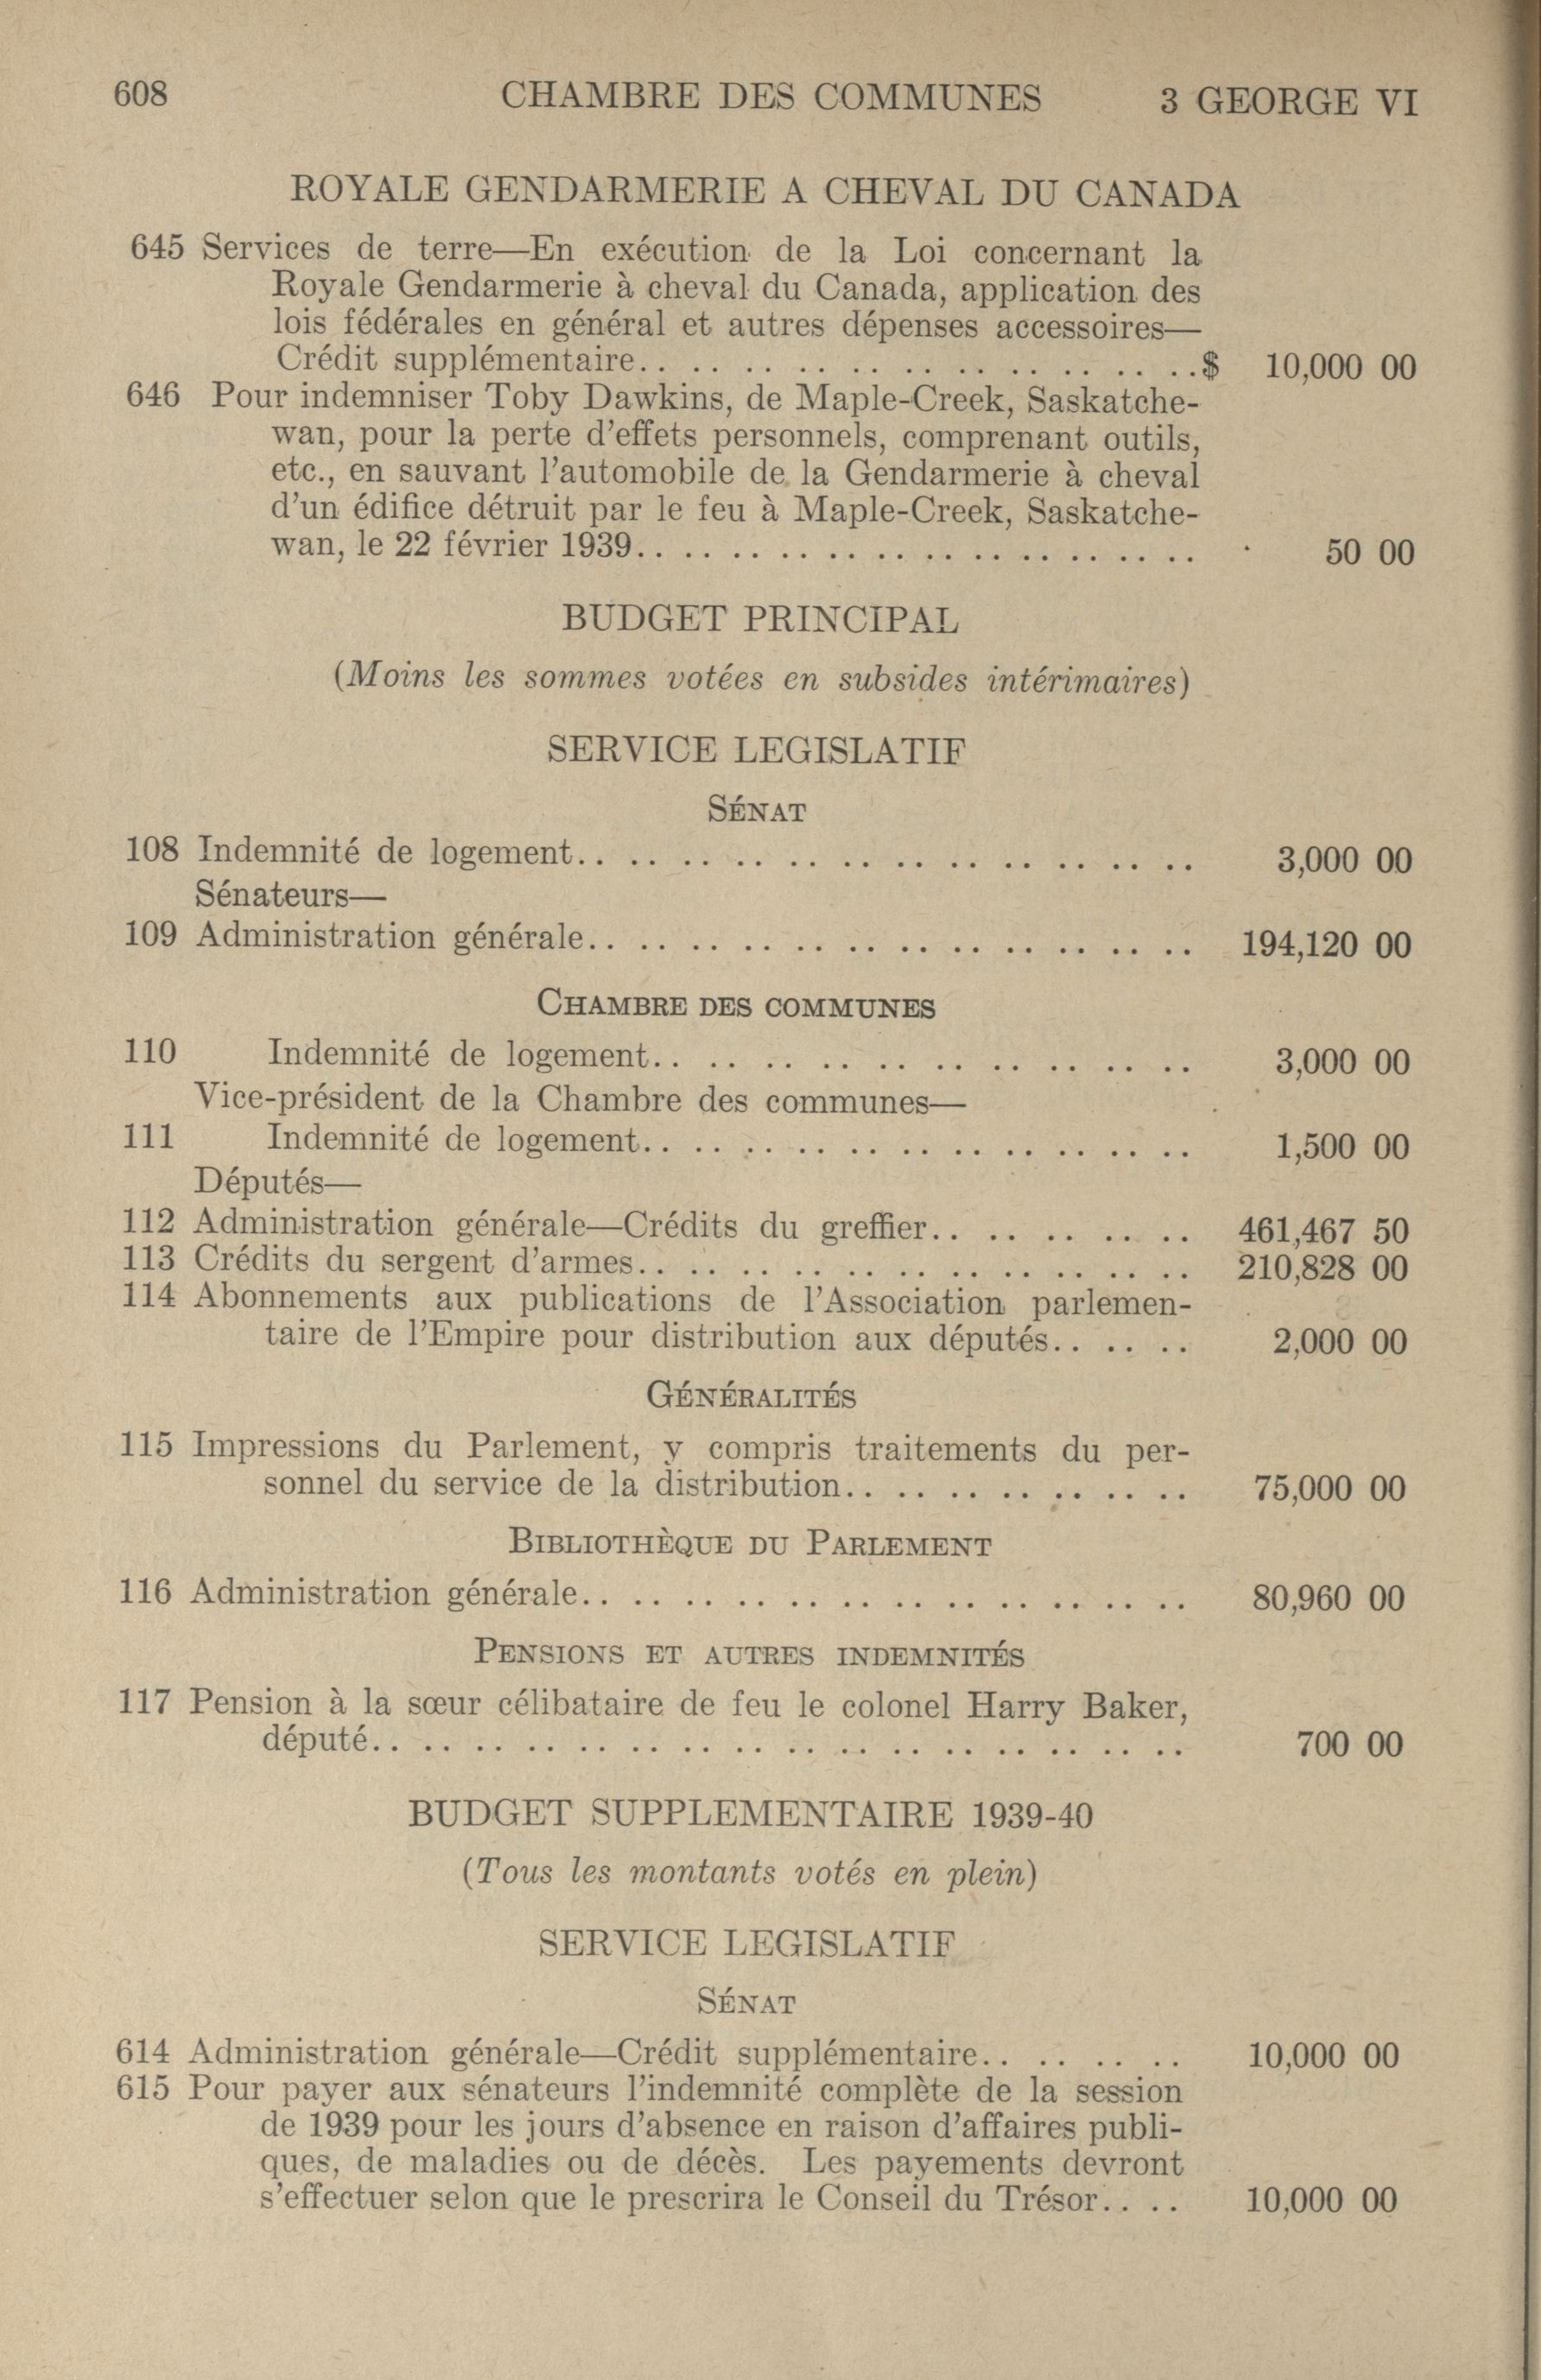 608 CHAMBRE DES COMMUNES 3 GEORGE VI
ROYALE GENDARMERIE A CHEVAL DU CANADA
645 Services de terre—En exécution de la Loi concernant la
Royale Gendarmerie à cheval du Canada, application des
lois fédérales en général et autres dépenses accessoires—
Crédit supplémentaire.. .. .. .. .. .. .. .. .. .. ..$ 10,000 00
646 Pour indemniser Toby Dawkins, de Maple-Creek, Saskatche-
wan, pour la perte d'effets personnels, comprenant outils,
etc., en sauvant l'automobile de la Gendarmerie à cheval
d'un édifice détruit par le feu à Maple-Creek, Saskatche-
wan, le 22 février 1939.. .. .. .. .. .. .. .. .. .. .. .. 50 00
BUDGET PRINCIPAL
(Moins les sommes votées en subsides intérimaires)
SERVICE LEGISLATIF
SÉNAT
108 Indemnité de logement.. .. .. .. .. .. .. .. .. .. .. .. 3,000 00
Sénateurs—
109 Administration générale.. .. .. .. .. .. .. .. .. .. .. .. 194,120 00
CHAMBRE DES COMMUNES
110 Indemnité de logement.. .. .. .. .. .. .. .. .. .. 3,000 00
Vice-président de la Chambre des communes—
111 Indemnité de logement.. .. .. .. .. .. .. .. .. .. .. 1,500 00
Députés—
112 Administration générale—Crédits du greffier.. .. .. .. .. .. 461,467 50
113 Crédits du sergent d'armes.. .. .. .. .. .. .. .. .. .. .. 210,828 00
114 Abonnements aux publications de l'Association parlemen-
taire de l'Empire pour distribution aux députés.. .. .. 2,000 00
GÉNÉRALITÉS
115 Impressions du Parlement, y compris traitements du per-
sonnel du service de la distribution.. .. .. .. .. .. .. 75,000 00
BIBLIOTHÈQUE DU PARLEMENT
116 Administration générale.. .. .. .. .. .. .. .. .. .. .. .. 80,960 00
PENSIONS ET AUTRES INDEMNITÉS
117 Pension à la sœur célibataire de feu le colonel Harry Baker,
député.. .. .. .. .. .. .. .. .. .. .. .. .. .. .. .. 700 00
BUDGET SUPPLEMENTAIRE 1939-40
(Tous les montants votés en plein)
SERVICE LEGISLATIF
SÉNAT
614 Administration générale—Crédit supplémentaire.. .. .. .. 10,000 00
615 Pour payer aux sénateurs l'indemnité complète de la session
de 1939 pour les jours d'absence en raison d'affaires publi-
ques, de maladies ou de décès. Les payements devront
s'effectuer selon que le prescrira le Conseil du Trésor.. .. 10,000 00